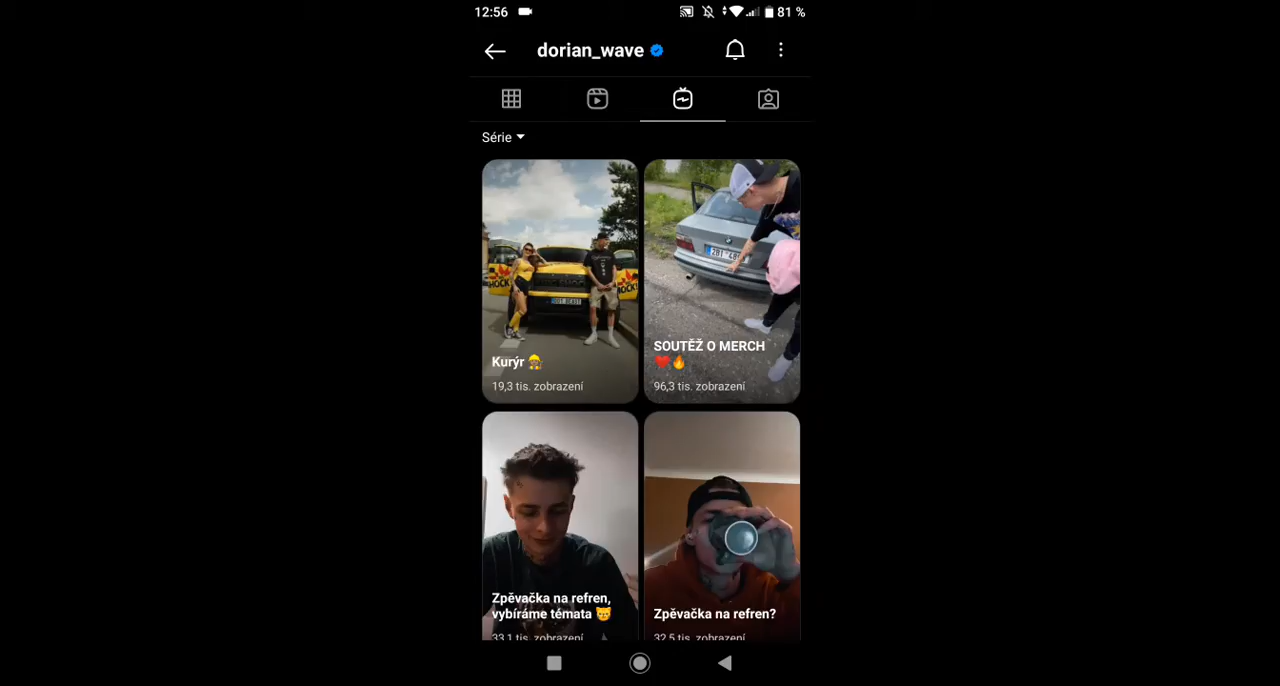 12:56 81 %
dorian_wave
Série
Kurýr
19,3 tis. zobrazení
SOUTĚŽ O MERCH
96,3 tis. zobrazení
Zpěvačka na refren,
vybíráme témata
33,1 tis. zobrazení
Zpěvačka na refren?
32,5 tis. zobrazení